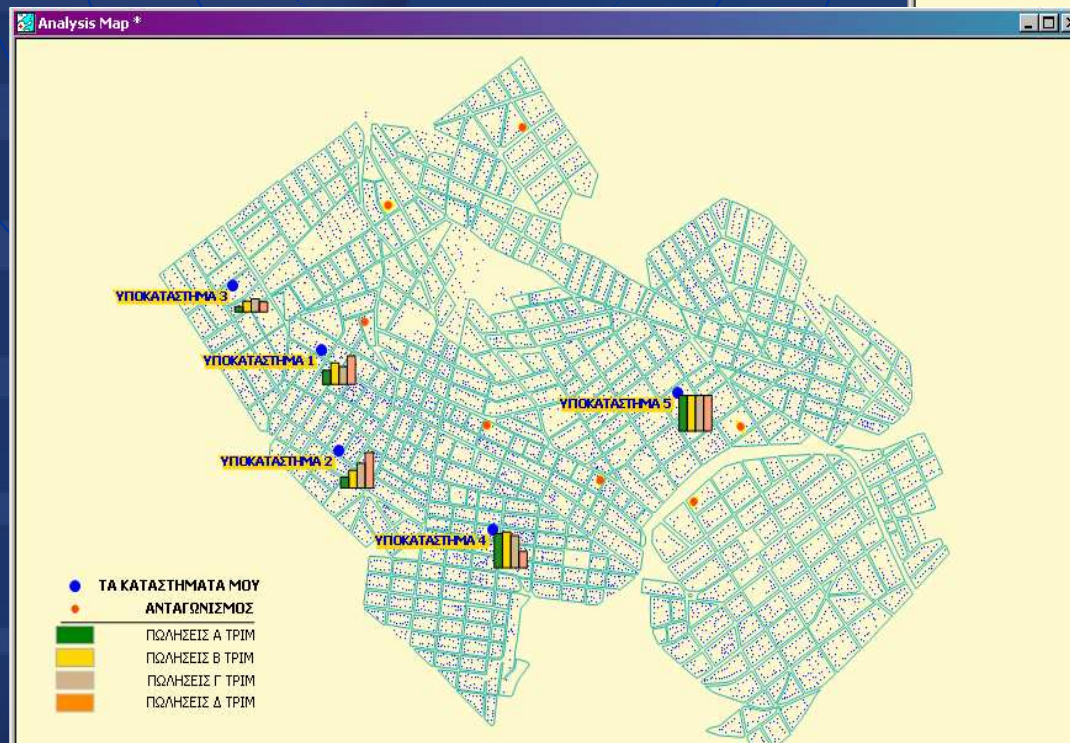 Analysis Map *
ΥΠΟΚΑΤΑΣΤΗΜΑ 3
ΥΠΟΚΑΤΑΣΤΗΜΑ 1
ΥΠΟΚΑΤΑΣΤΗΜΑ 5
ΥΠΟΚΑΤΑΣΤΗΜΑ 2
ΥΠΟΚΑΤΑΣΤΗΜΑ 4
ΤΑ ΚΑΤΑΣΤΗΜΑΤΑ ΜΟΥ
ΑΝΤΑΓΩΝΙΣΜΟΣ
ΠΩΛΗΣΕΙΣ Α ΤΡΙΜ
ΠΩΛΗΣΕΙΣ Β ΤΡΙΜ
ΠΩΛΗΣΕΙΣ Γ ΤΡΙΜ
ΠΩΛΗΣΕΙΣ Δ ΤΡΙΜ